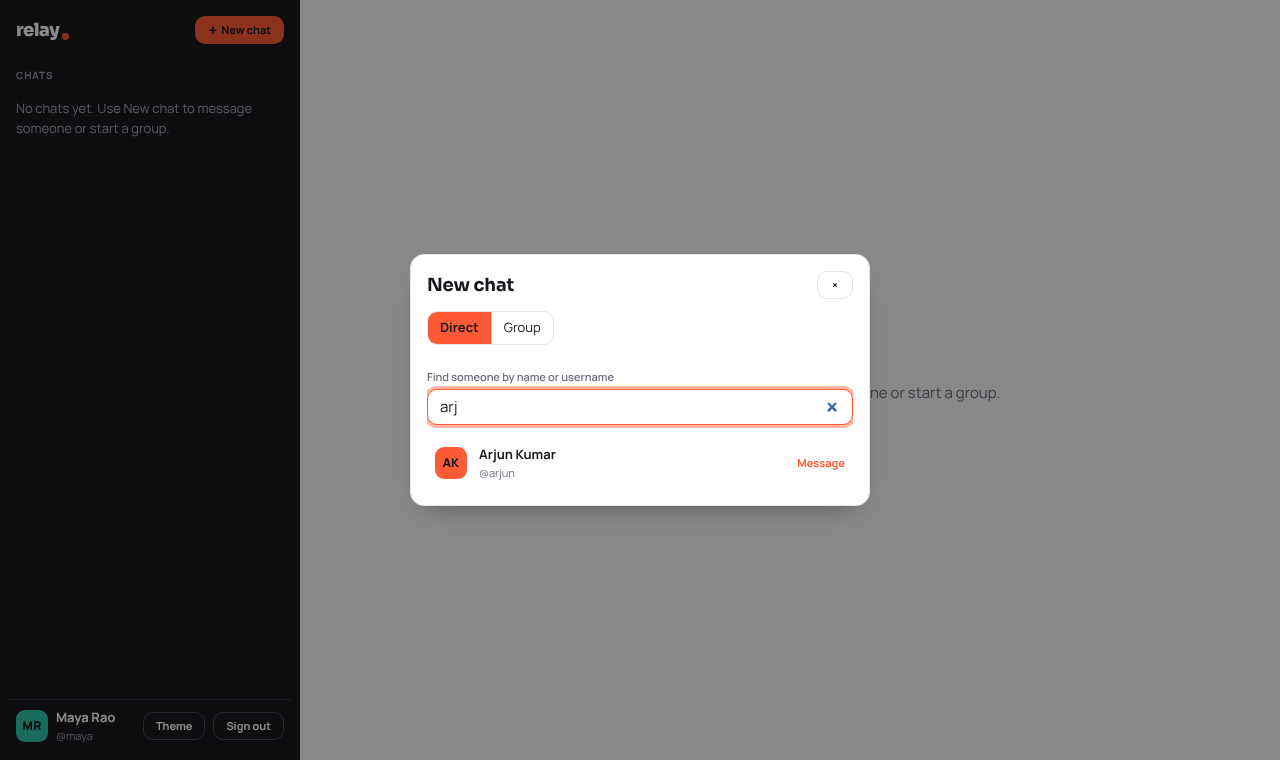 relay.
+ New chat
CHATS
No chats yet. Use New chat to message
someone or start a group.
New chat
×
Direct
Group
Find someone by name or username
arj
ne or start a group.
AK
Arjun Kumar
@arjun
Message
MR
Maya Rao
@maya
Theme
Sign out